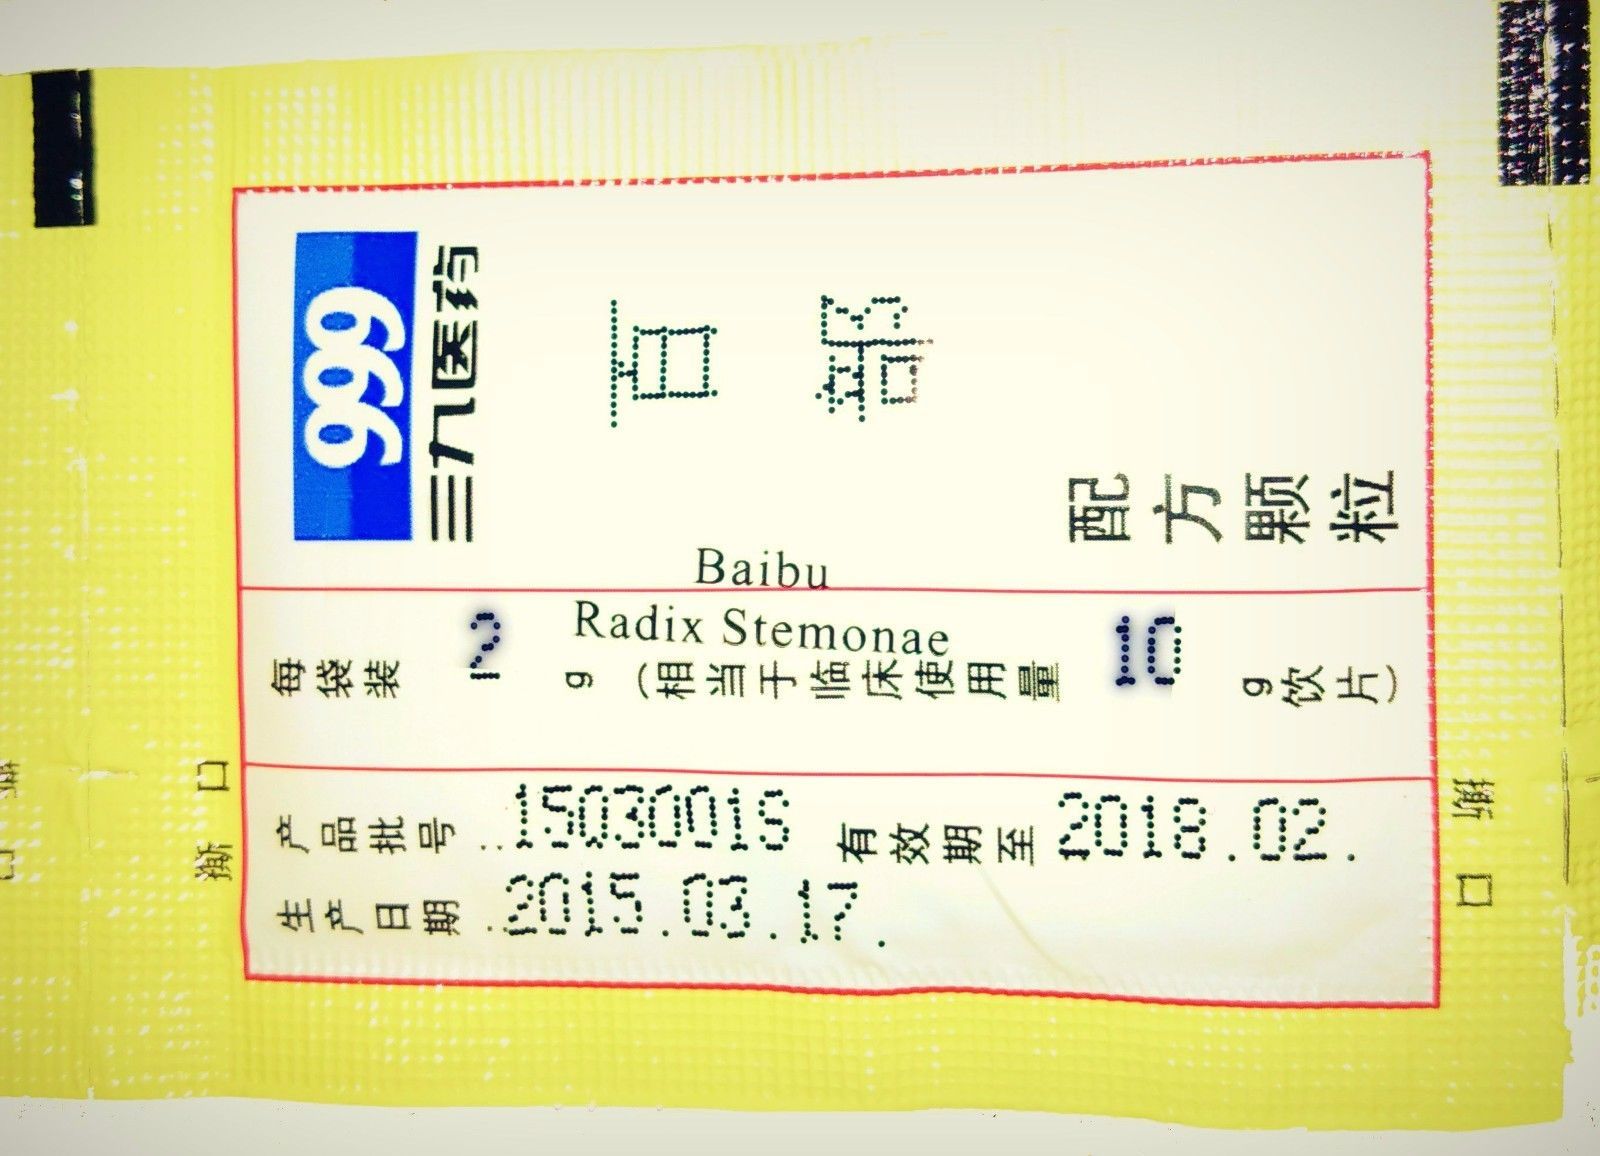 999
三九医药
百部
配方颗粒
Baibu
Radix Stemonae
每袋装 2 g (相当于临床使用量 10 g饮片)
产品批号:1503001S 有效期至 2018.02.
生产日期:2015.03.17.
撕口
撕口